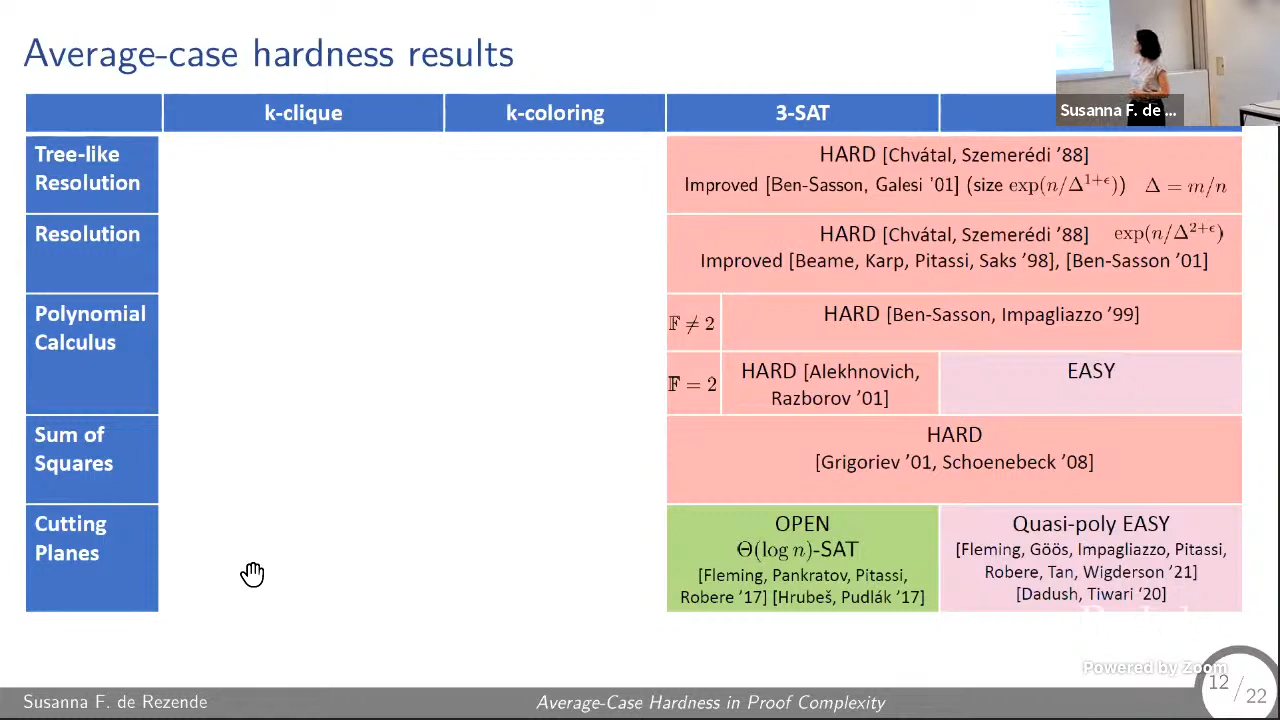 Average-case hardness results
Susanna F. de ...
k-clique k-coloring 3-SAT
Tree-like
Resolution
HARD [Chvátal, Szemerédi '88]
Improved [Ben-Sasson, Galesi '01] (size exp(n/Δ^{1+ϵ})) Δ = m/n
Resolution
HARD [Chvátal, Szemerédi '88] exp(n/Δ^{2+ϵ})
Improved [Beame, Karp, Pitassi, Saks '98], [Ben-Sasson '01]
Polynomial
Calculus
𝔽 ≠ 2 HARD [Ben-Sasson, Impagliazzo '99]
𝔽 = 2 HARD [Alekhnovich,
Razborov '01]
EASY
Sum of
Squares
HARD
[Grigoriev '01, Schoenebeck '08]
Cutting
Planes
OPEN
Θ(log n)-SAT
[Fleming, Pankratov, Pitassi,
Robere '17] [Hrubeš, Pudlák '17]
Quasi-poly EASY
[Fleming, Göös, Impagliazzo, Pitassi,
Robere, Tan, Wigderson '21]
[Dadush, Tiwari '20]
Powered by Zoom
Susanna F. de Rezende Average-Case Hardness in Proof Complexity 12 / 22